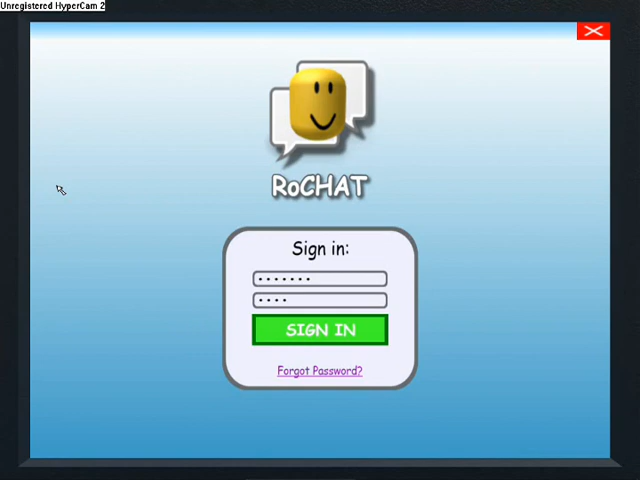 Unregistered HyperCam 2
RoCHAT
Sign in:
SIGN IN
Forgot Password?